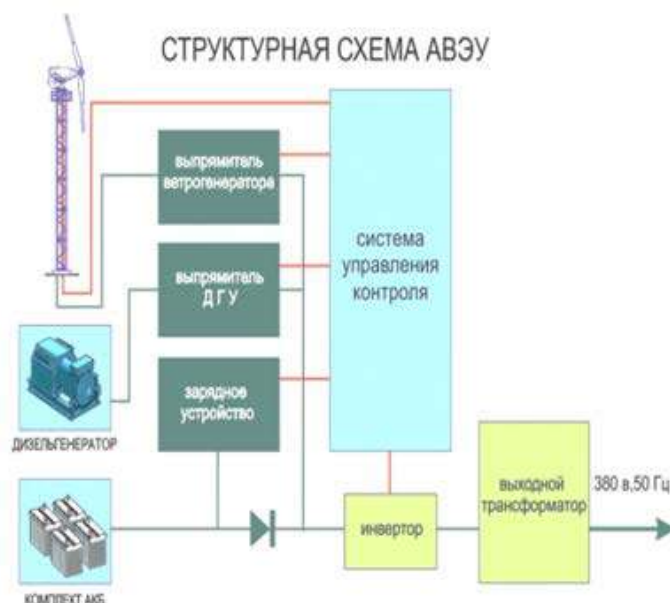 СТРУКТУРНАЯ СХЕМА АВЭУ
выпрямитель
ветрогенератора
выпрямитель
ДГУ
зарядное
устройство
система
управления
контроля
ДИЗЕЛЬГЕНЕРАТОР
КОМПЛЕКТ АКБ
инвертор
выходной
трансформатор
380 в,50 Гц